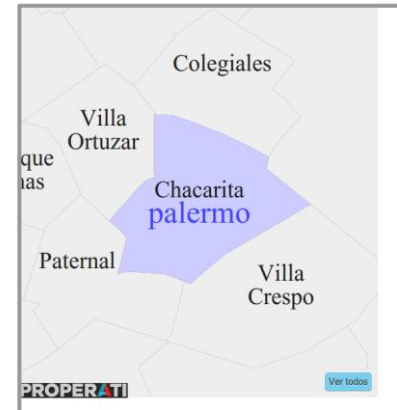 Colegiales
Villa
Ortuzar
que
nas
Chacarita
palermo
Paternal
Villa
Crespo
Ver todos
PROPERATI